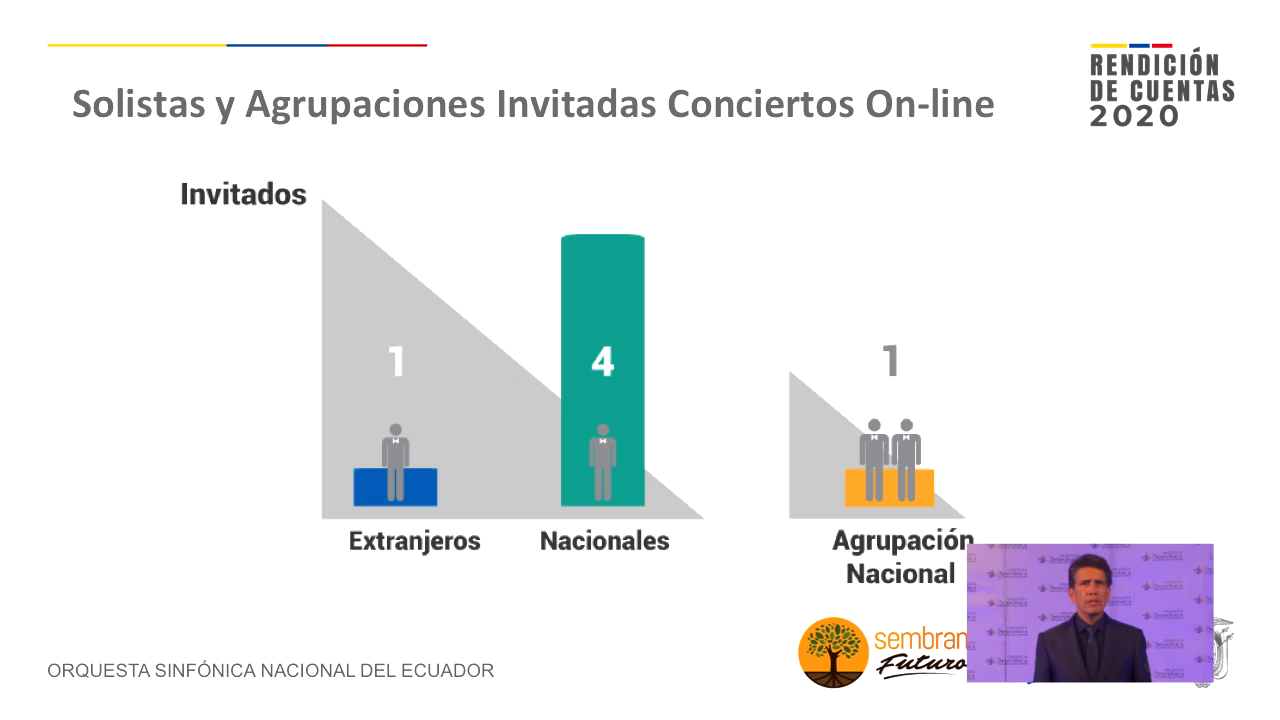 Solistas y Agrupaciones Invitadas Conciertos On-line
RENDICIÓN
DE CUENTAS
2020
Invitados
1
4
1
Extranjeros
Nacionales
Agrupación
Nacional
sembran
Futuro
ORQUESTA SINFÓNICA NACIONAL DEL ECUADOR